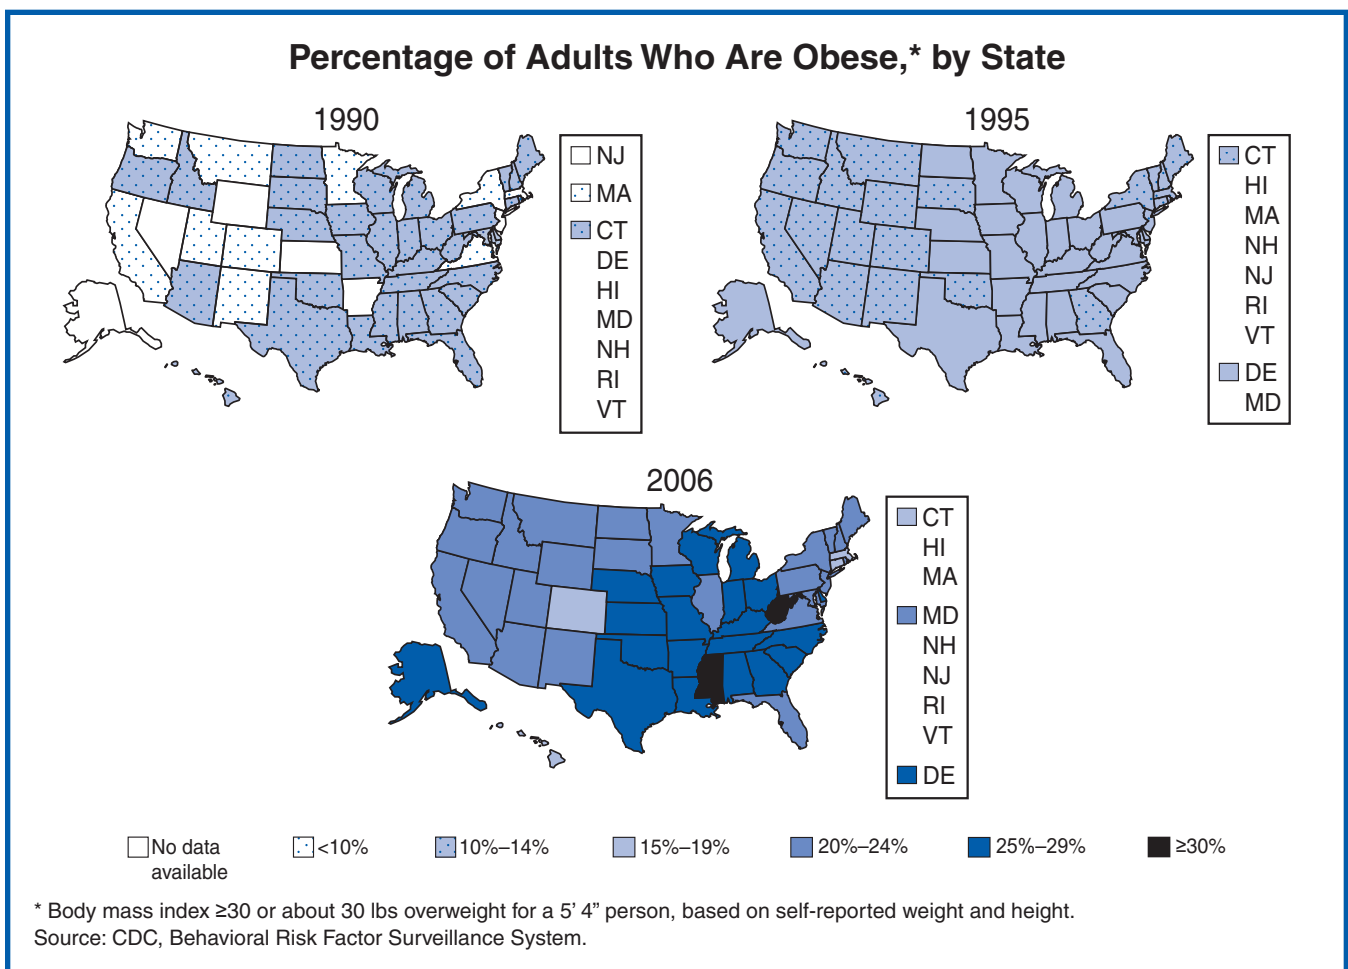 Percentage of Adults Who Are Obese,* by State
1990
NJ
MA
CT
DE
HI
MD
NH
RI
VT
1995
CT
HI
MA
NH
NJ
RI
VT
DE
MD
2006
CT
HI
MA
MD
NH
NJ
RI
VT
DE
No data
available
<10%
10%–14%
15%–19%
20%–24%
25%–29%
≥30%
* Body mass index ≥30 or about 30 lbs overweight for a 5’ 4” person, based on self-reported weight and height.
Source: CDC, Behavioral Risk Factor Surveillance System.